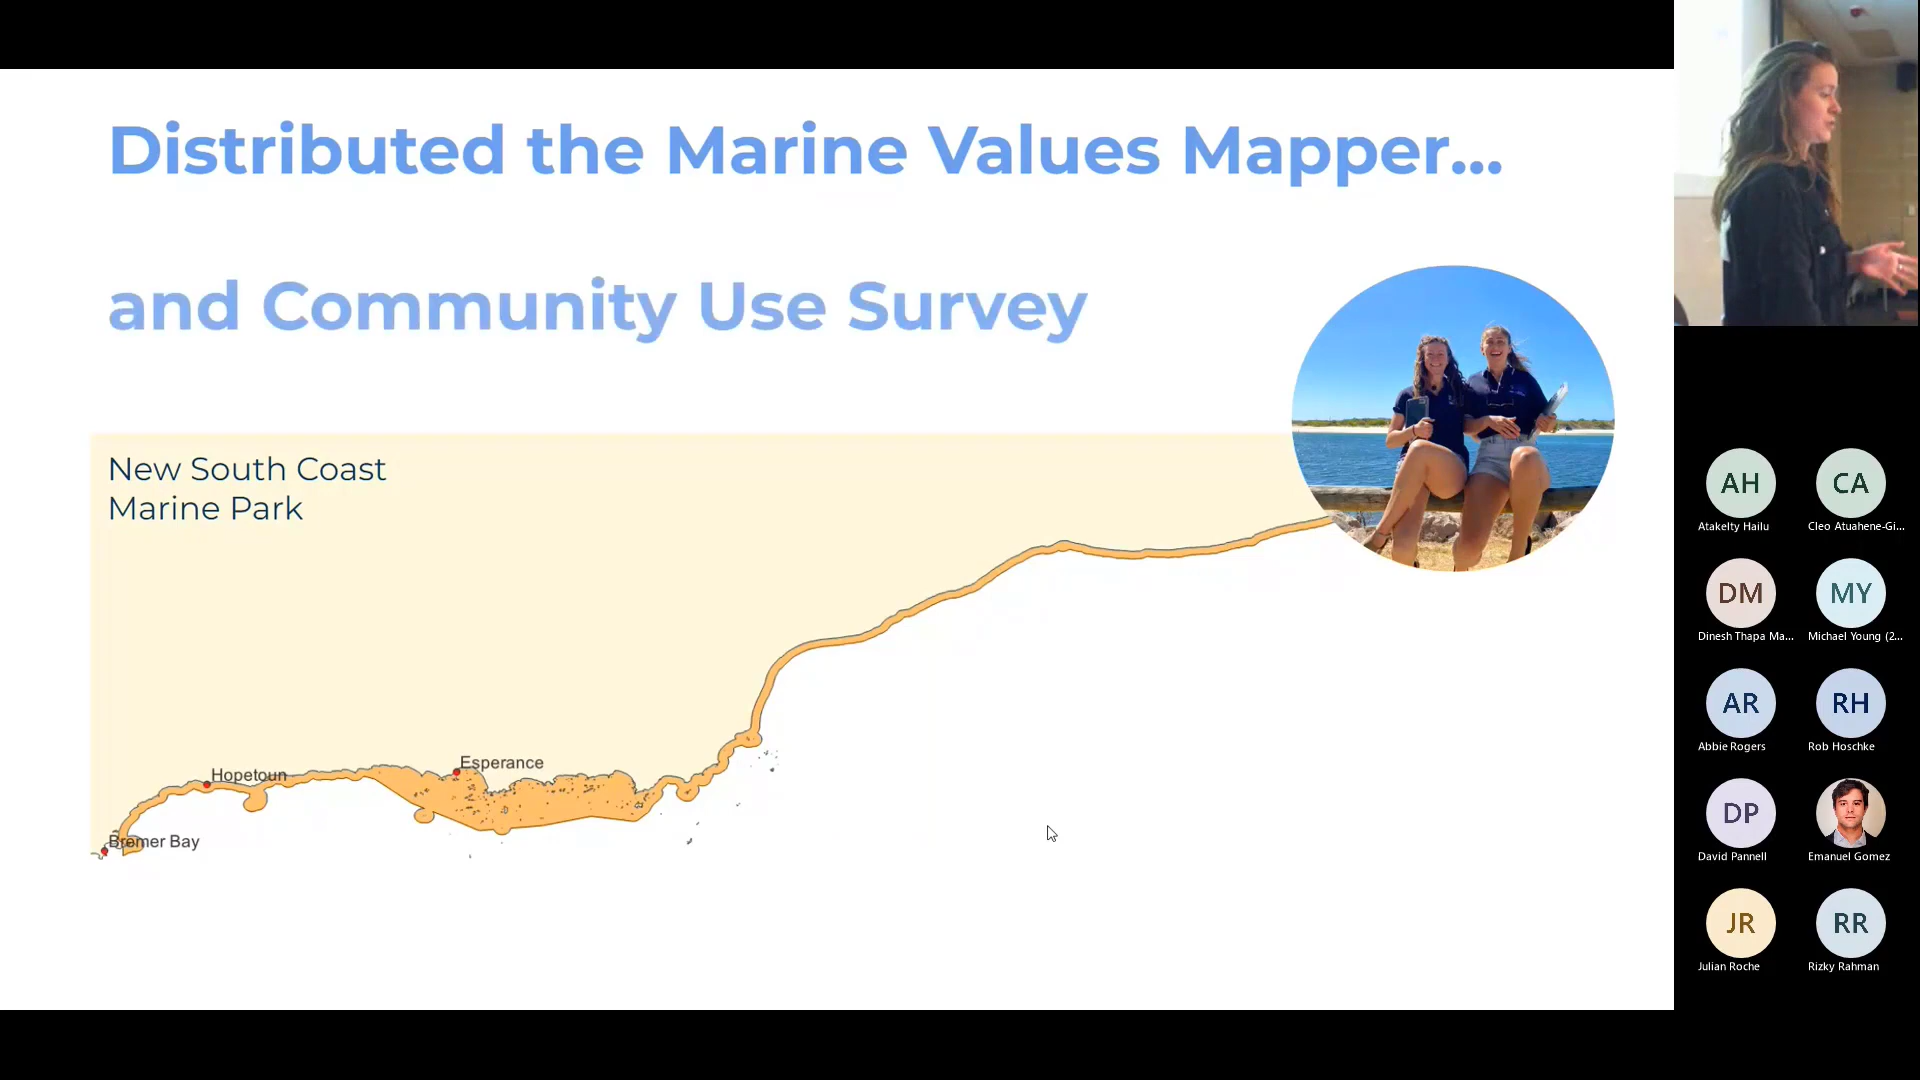 Distributed the Marine Values Mapper...
and Community Use Survey
New South Coast
Marine Park
Esperance
Hopetoun
Bremer Bay
AH
CA
Atakelty Hailu
Cleo Atuahene-Gi...
DM
MY
Dinesh Thapa Ma...
Michael Young (2...
AR
RH
Abbie Rogers
Rob Hoschke
DP
David Pannell
Emanuel Gomez
JR
RR
Julian Roche
Rizky Rahman